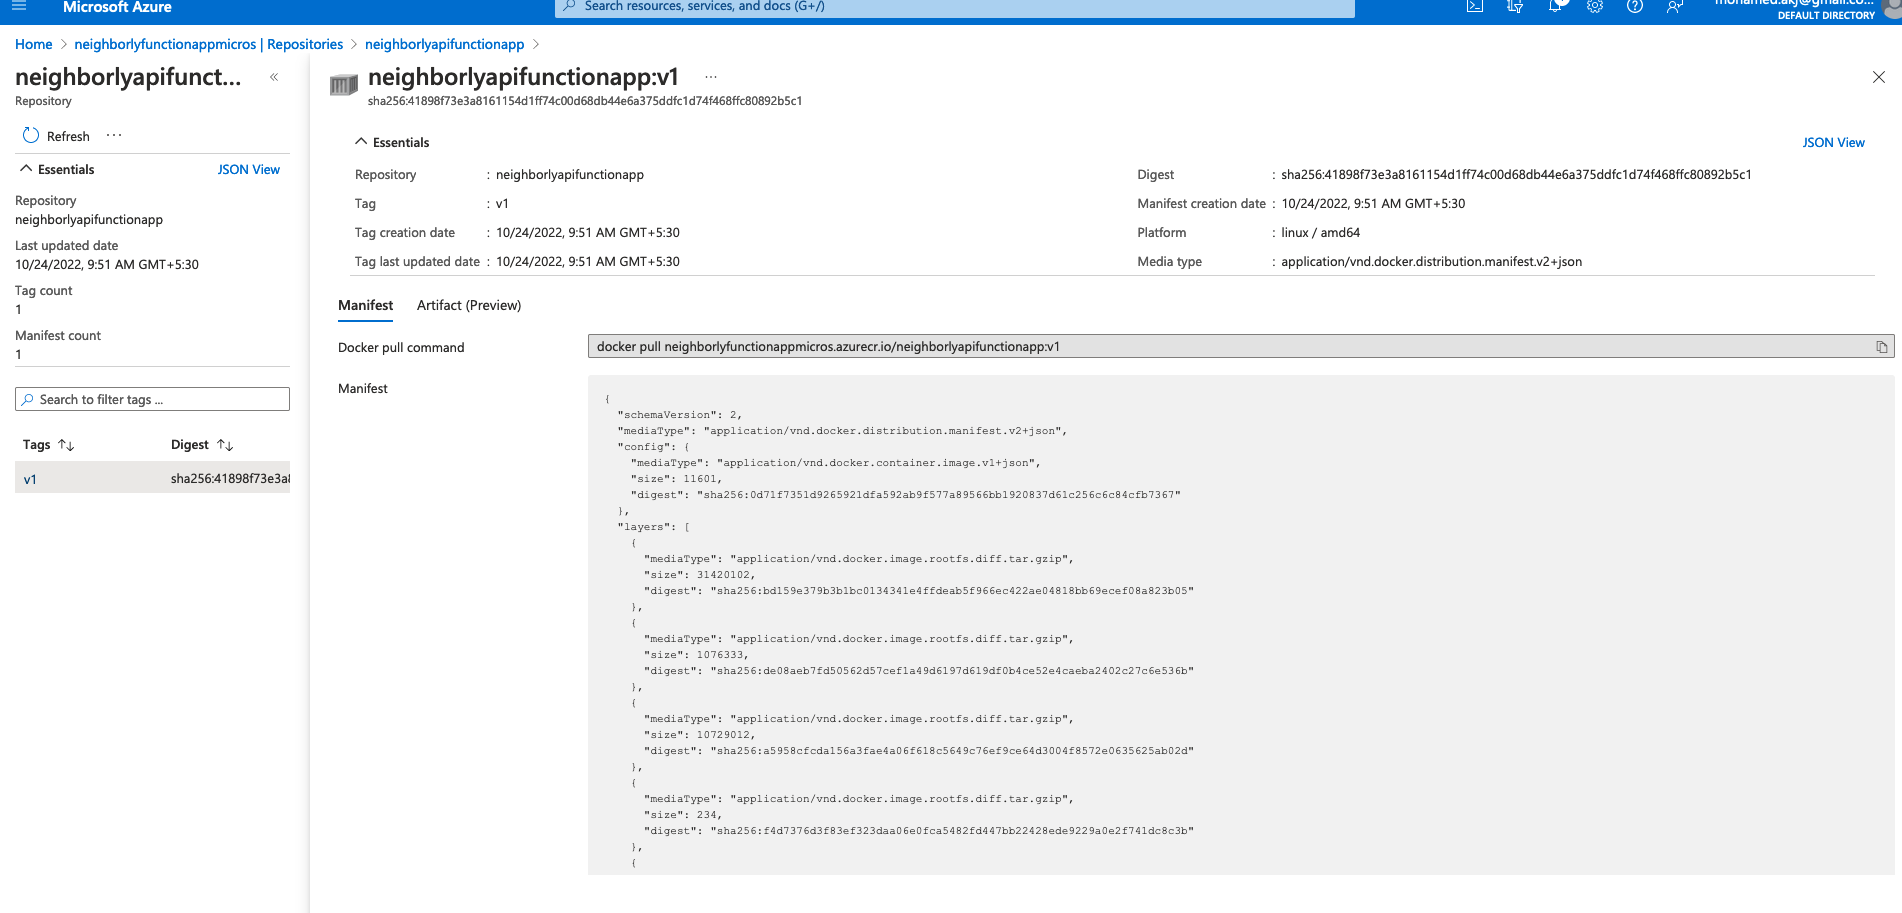 Microsoft Azure
Search resources, services, and docs (G+/)
DEFAULT DIRECTORY
Home > neighborlyfunctionappmicros | Repositories > neighborlyapifunctionapp >
neighborlyapifunct...
Repository
Refresh ...
Essentials JSON View
Repository
neighborlyapifunctionapp
Last updated date
10/24/2022, 9:51 AM GMT+5:30
Tag count
1
Manifest count
1
Search to filter tags ...
Tags ↑↓ Digest ↑↓
v1 sha256:41898f73e3a8
neighborlyapifunctionapp:v1 ...
sha256:41898f73e3a8161154d1ff74c00d68db44e6a375ddfc1d74f468ffc80892b5c1
Essentials JSON View
Repository : neighborlyapifunctionapp
Tag : v1
Tag creation date : 10/24/2022, 9:51 AM GMT+5:30
Tag last updated date : 10/24/2022, 9:51 AM GMT+5:30
Digest : sha256:41898f73e3a8161154d1ff74c00d68db44e6a375ddfc1d74f468ffc80892b5c1
Manifest creation date : 10/24/2022, 9:51 AM GMT+5:30
Platform : linux / amd64
Media type : application/vnd.docker.distribution.manifest.v2+json
Manifest Artifact (Preview)
Docker pull command docker pull neighborlyfunctionappmicros.azurecr.io/neighborlyapifunctionapp:v1
Manifest
{
"schemaVersion": 2,
"mediaType": "application/vnd.docker.distribution.manifest.v2+json",
"config": {
"mediaType": "application/vnd.docker.container.image.v1+json",
"size": 11601,
"digest": "sha256:0d71f7351d9265921dfa592ab9f577a89566bb1920837d61c256c6c84cfb7367"
},
"layers": [
{
"mediaType": "application/vnd.docker.image.rootfs.diff.tar.gzip",
"size": 31420102,
"digest": "sha256:bd159e379b3b1bc0134341e4ffdeab5f966ec422ae04818bb69ecef08a823b05"
},
{
"mediaType": "application/vnd.docker.image.rootfs.diff.tar.gzip",
"size": 1076333,
"digest": "sha256:de08aeb7fd50562d57cef1a49d6197d619df0b4ce52e4caeba2402c27c6e536b"
},
{
"mediaType": "application/vnd.docker.image.rootfs.diff.tar.gzip",
"size": 10729012,
"digest": "sha256:a5958cfcda156a3fae4a06f618c5649c76ef9ce64d3004f8572e0635625ab02d"
},
{
"mediaType": "application/vnd.docker.image.rootfs.diff.tar.gzip",
"size": 234,
"digest": "sha256:f4d7376d3f83ef323daa06e0fca5482fd447bb22428ede9229a0e2f741dc8c3b"
},
{